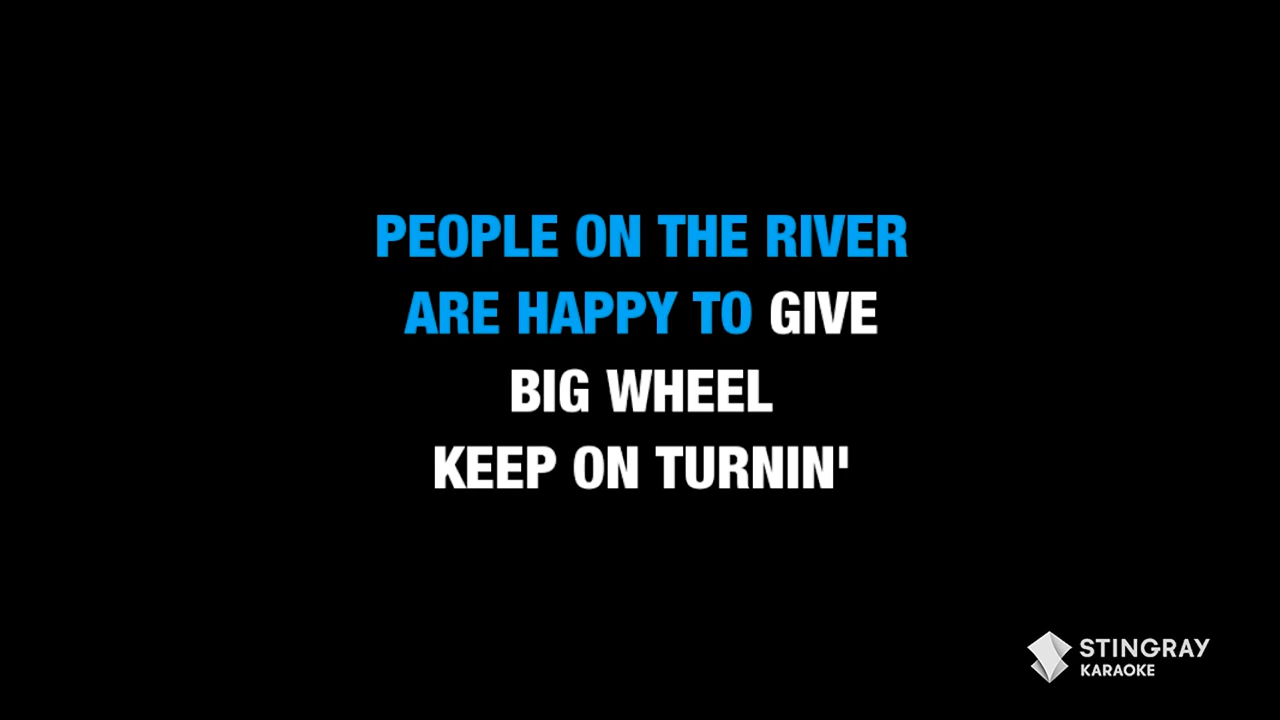 PEOPLE ON THE RIVER
ARE HAPPY TO GIVE
BIG WHEEL
KEEP ON TURNIN'
STINGRAY
KARAOKE